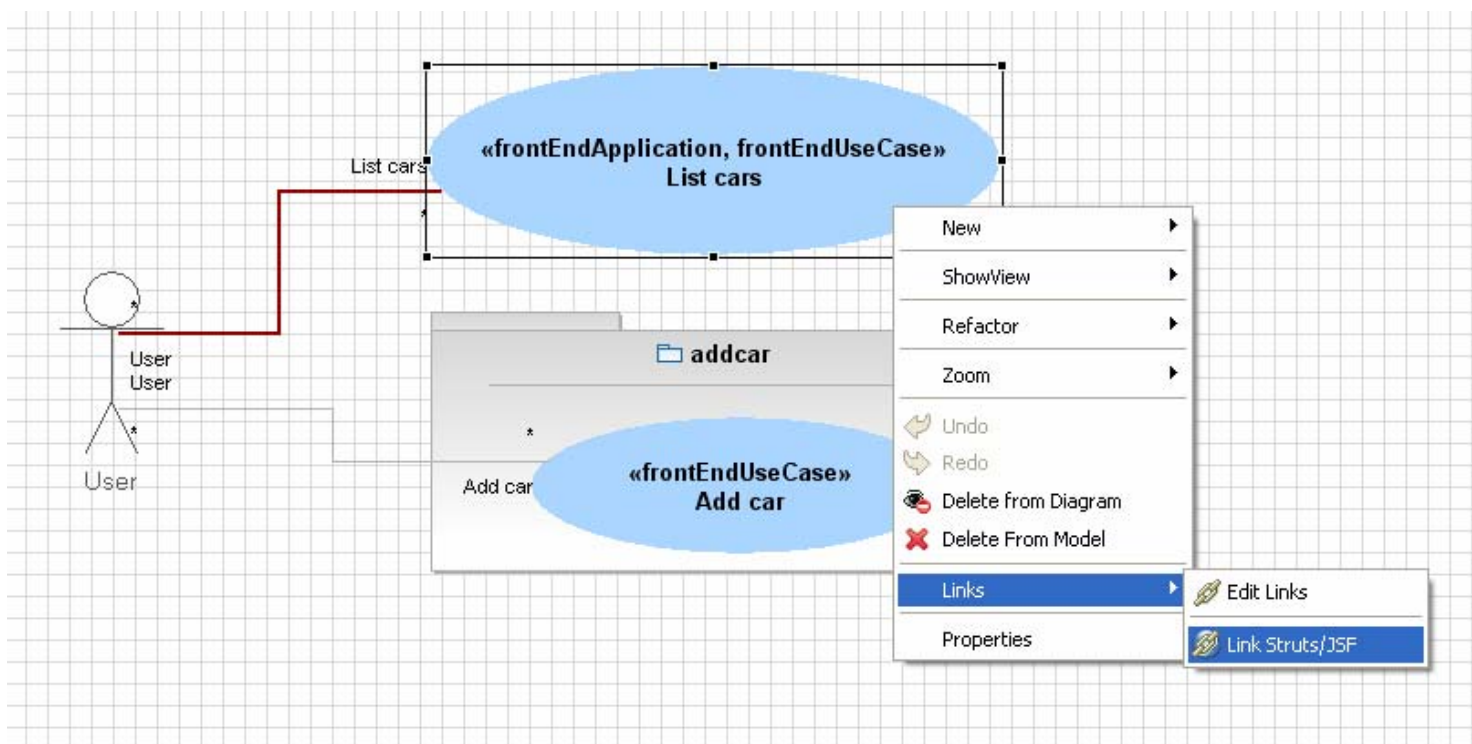 «frontEndApplication, frontEndUseCase»
List cars
List cars
*
*
User
User
*
User
addcar
*
Add car
«frontEndUseCase»
Add car
New
ShowView
Refactor
Zoom
Undo
Redo
Delete from Diagram
Delete From Model
Links
Properties
Edit Links
Link Struts/JSF